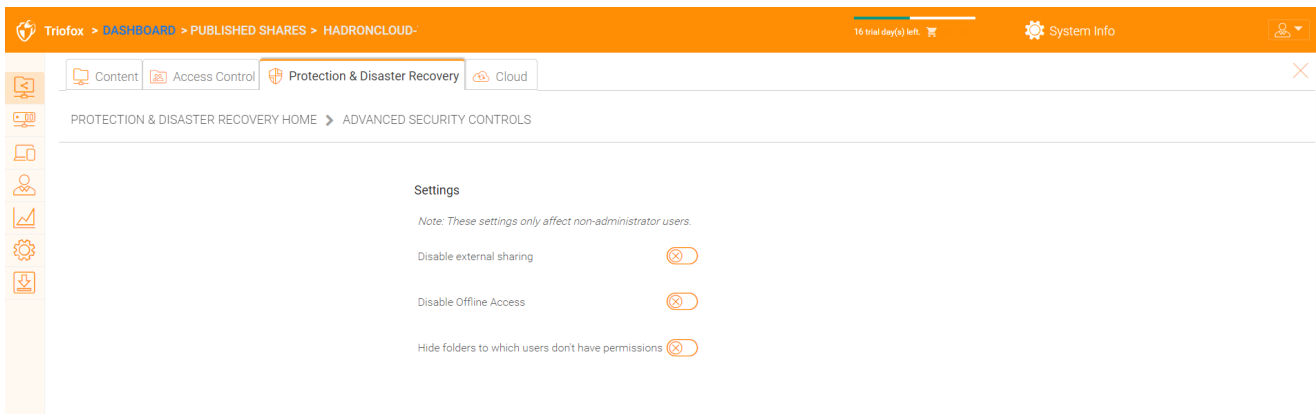 Triofox > DASHBOARD > PUBLISHED SHARES > HADRONCLOUD-
16 trial day(s) left.
System Info
Content
Access Control
Protection & Disaster Recovery
Cloud
PROTECTION & DISASTER RECOVERY HOME > ADVANCED SECURITY CONTROLS
Settings
Note: These settings only affect non-administrator users.
Disable external sharing
Disable Offline Access
Hide folders to which users don't have permissions